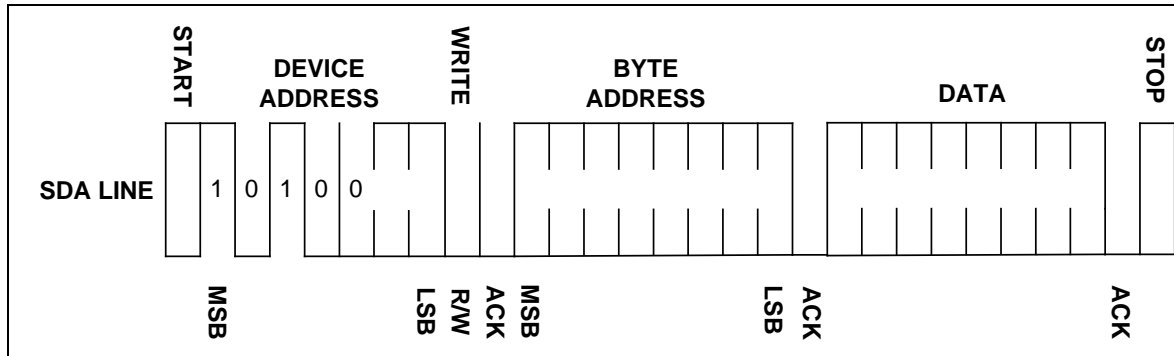 START
DEVICE
ADDRESS
WRITE
BYTE
ADDRESS
DATA
STOP
SDA LINE
1 0 1 0 0
MSB
LSB
R/W
ACK
MSB
LSB
ACK
ACK